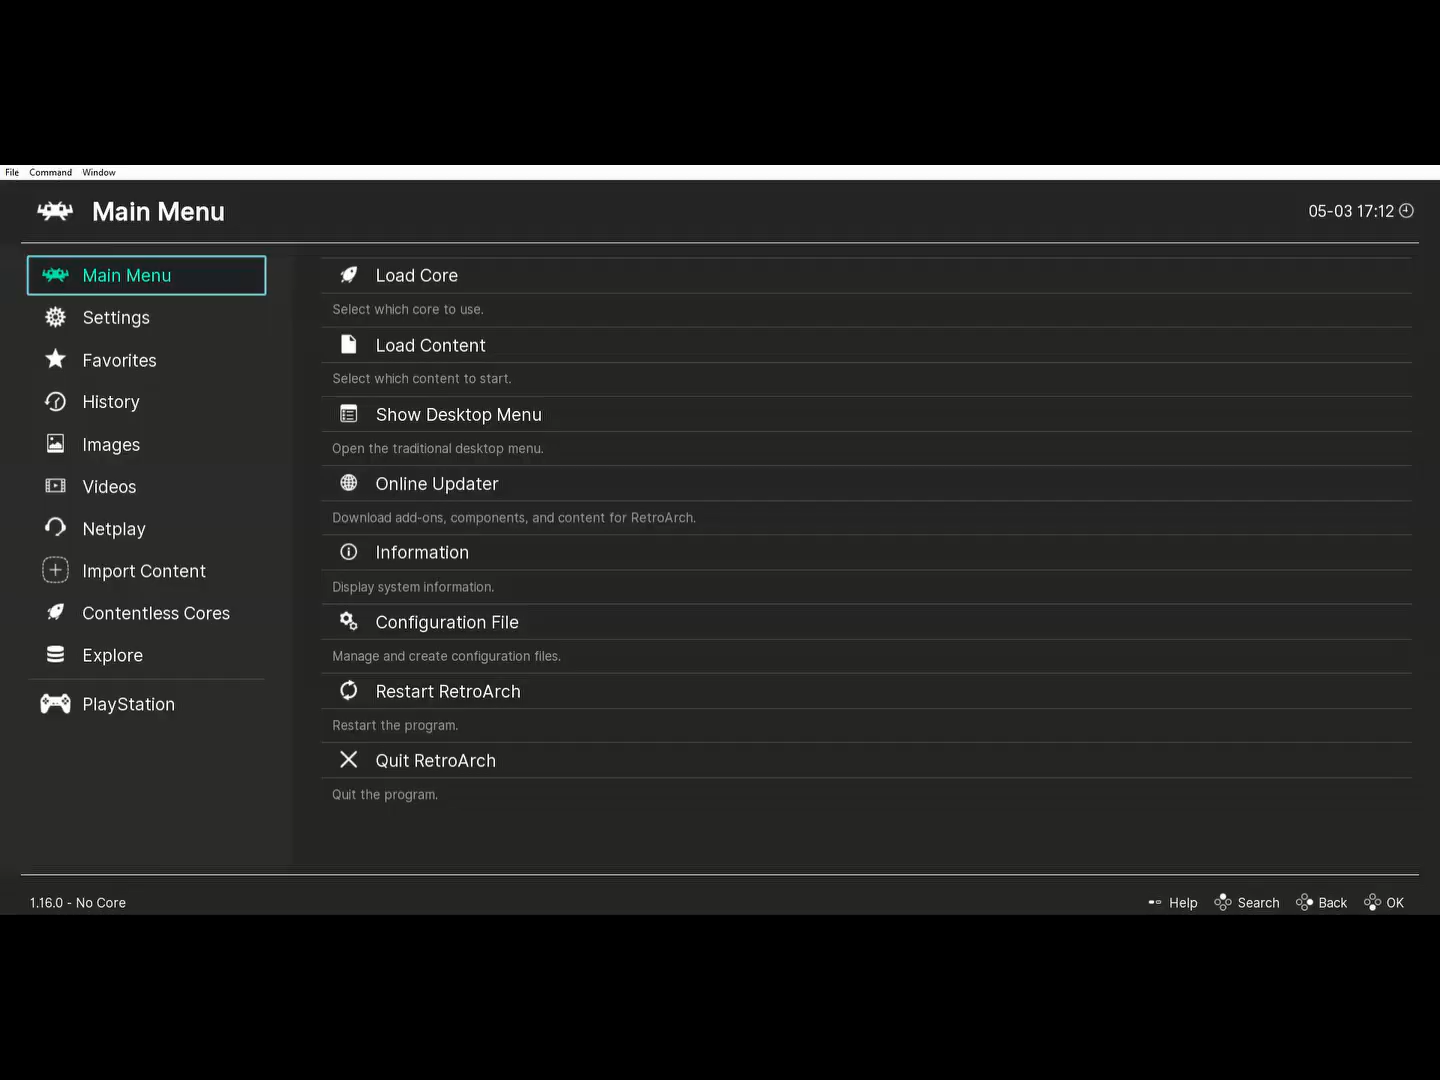 File Command Window
Main Menu
05-03 17:12
Main Menu
Settings
Favorites
History
Images
Videos
Netplay
Import Content
Contentless Cores
Explore
PlayStation
Load Core
Select which core to use.
Load Content
Select which content to start.
Show Desktop Menu
Open the traditional desktop menu.
Online Updater
Download add-ons, components, and content for RetroArch.
Information
Display system information.
Configuration File
Manage and create configuration files.
Restart RetroArch
Restart the program.
Quit RetroArch
Quit the program.
1.16.0 - No Core
Help Search Back OK